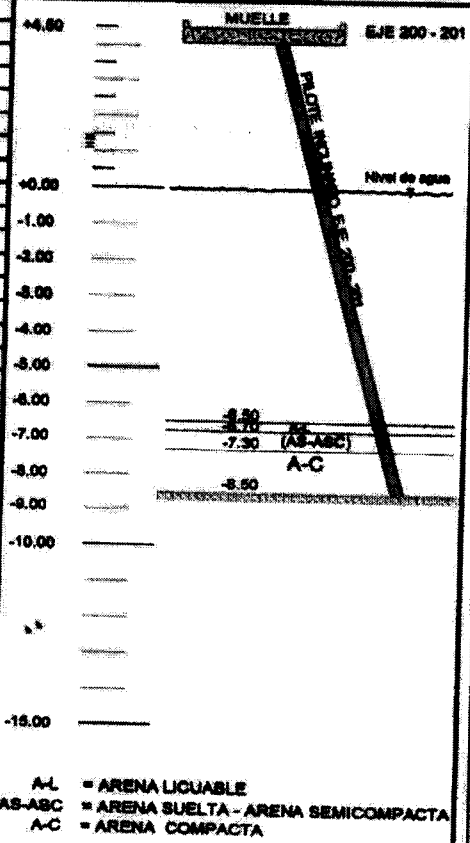 +4.50
MUELLE
EJE 200 - 201
PILOTE INCLINADO EJE 200 - 201
Nivel de agua
+0.00
-1.00
-2.00
-3.00
-4.00
-5.00
-6.00
-6.50
-6.70 A-L
-7.00
-7.30 (AS-ASC)
A-C
-8.00
-8.50
-9.00
-10.00
-15.00
A-L = ARENA LICUABLE
AS-ASC = ARENA SUELTA - ARENA SEMICOMPACTA
A-C = ARENA COMPACTA